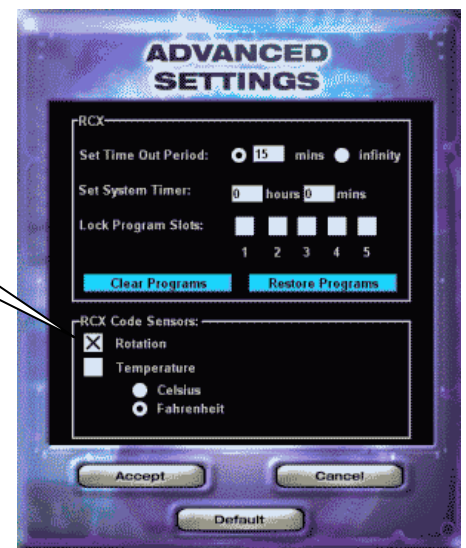 ADVANCED
SETTINGS
RCX
Set Time Out Period: 15 mins infinity
Set System Timer: 0 hours 0 mins
Lock Program Slots:
1 2 3 4 5
Clear Programs Restore Programs
RCX Code Sensors:
Rotation
Temperature
Celsius
Fahrenheit
Accept Cancel
Default